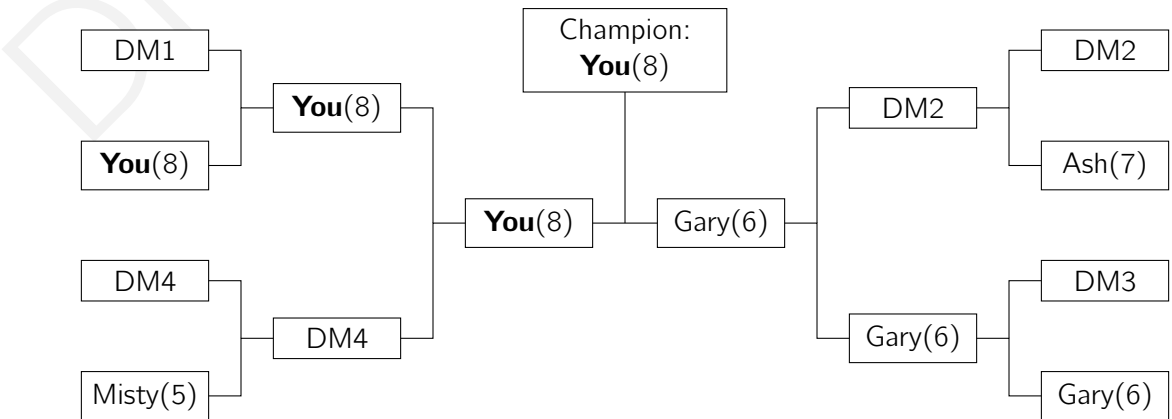 DM1
You(8)
DM4
Misty(5)
You(8)
DM4
You(8)
Champion:
You(8)
Gary(6)
DM2
Gary(6)
DM2
Ash(7)
DM3
Gary(6)